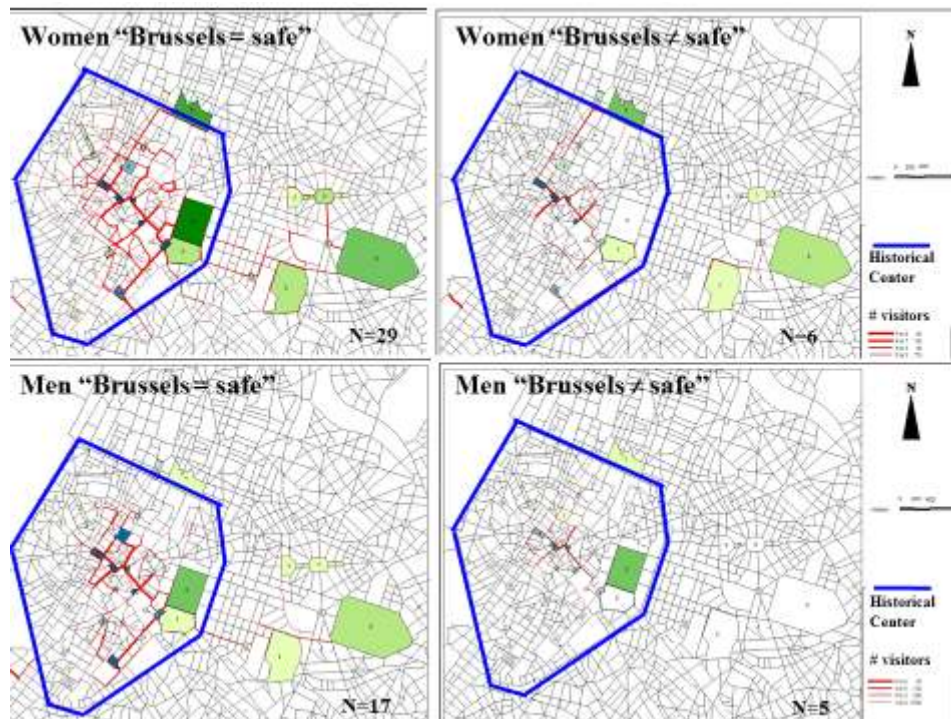 Women “Brussels = safe”
N=29
Women “Brussels ≠ safe”
N=6
N
Historical
Center
# visitors
Men “Brussels = safe”
N=17
Men “Brussels ≠ safe”
N=5
N
Historical
Center
# visitors